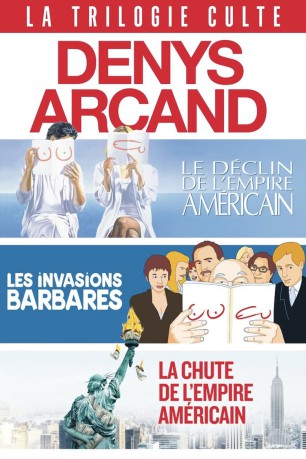 LA TRILOGIE CULTE
DENYS
ARCAND
LE DÉCLIN
DE L'EMPIRE
AMÉRICAIN
LES INVASIONS
BARBARES
LA CHUTE
DE L'EMPIRE
AMÉRICAIN